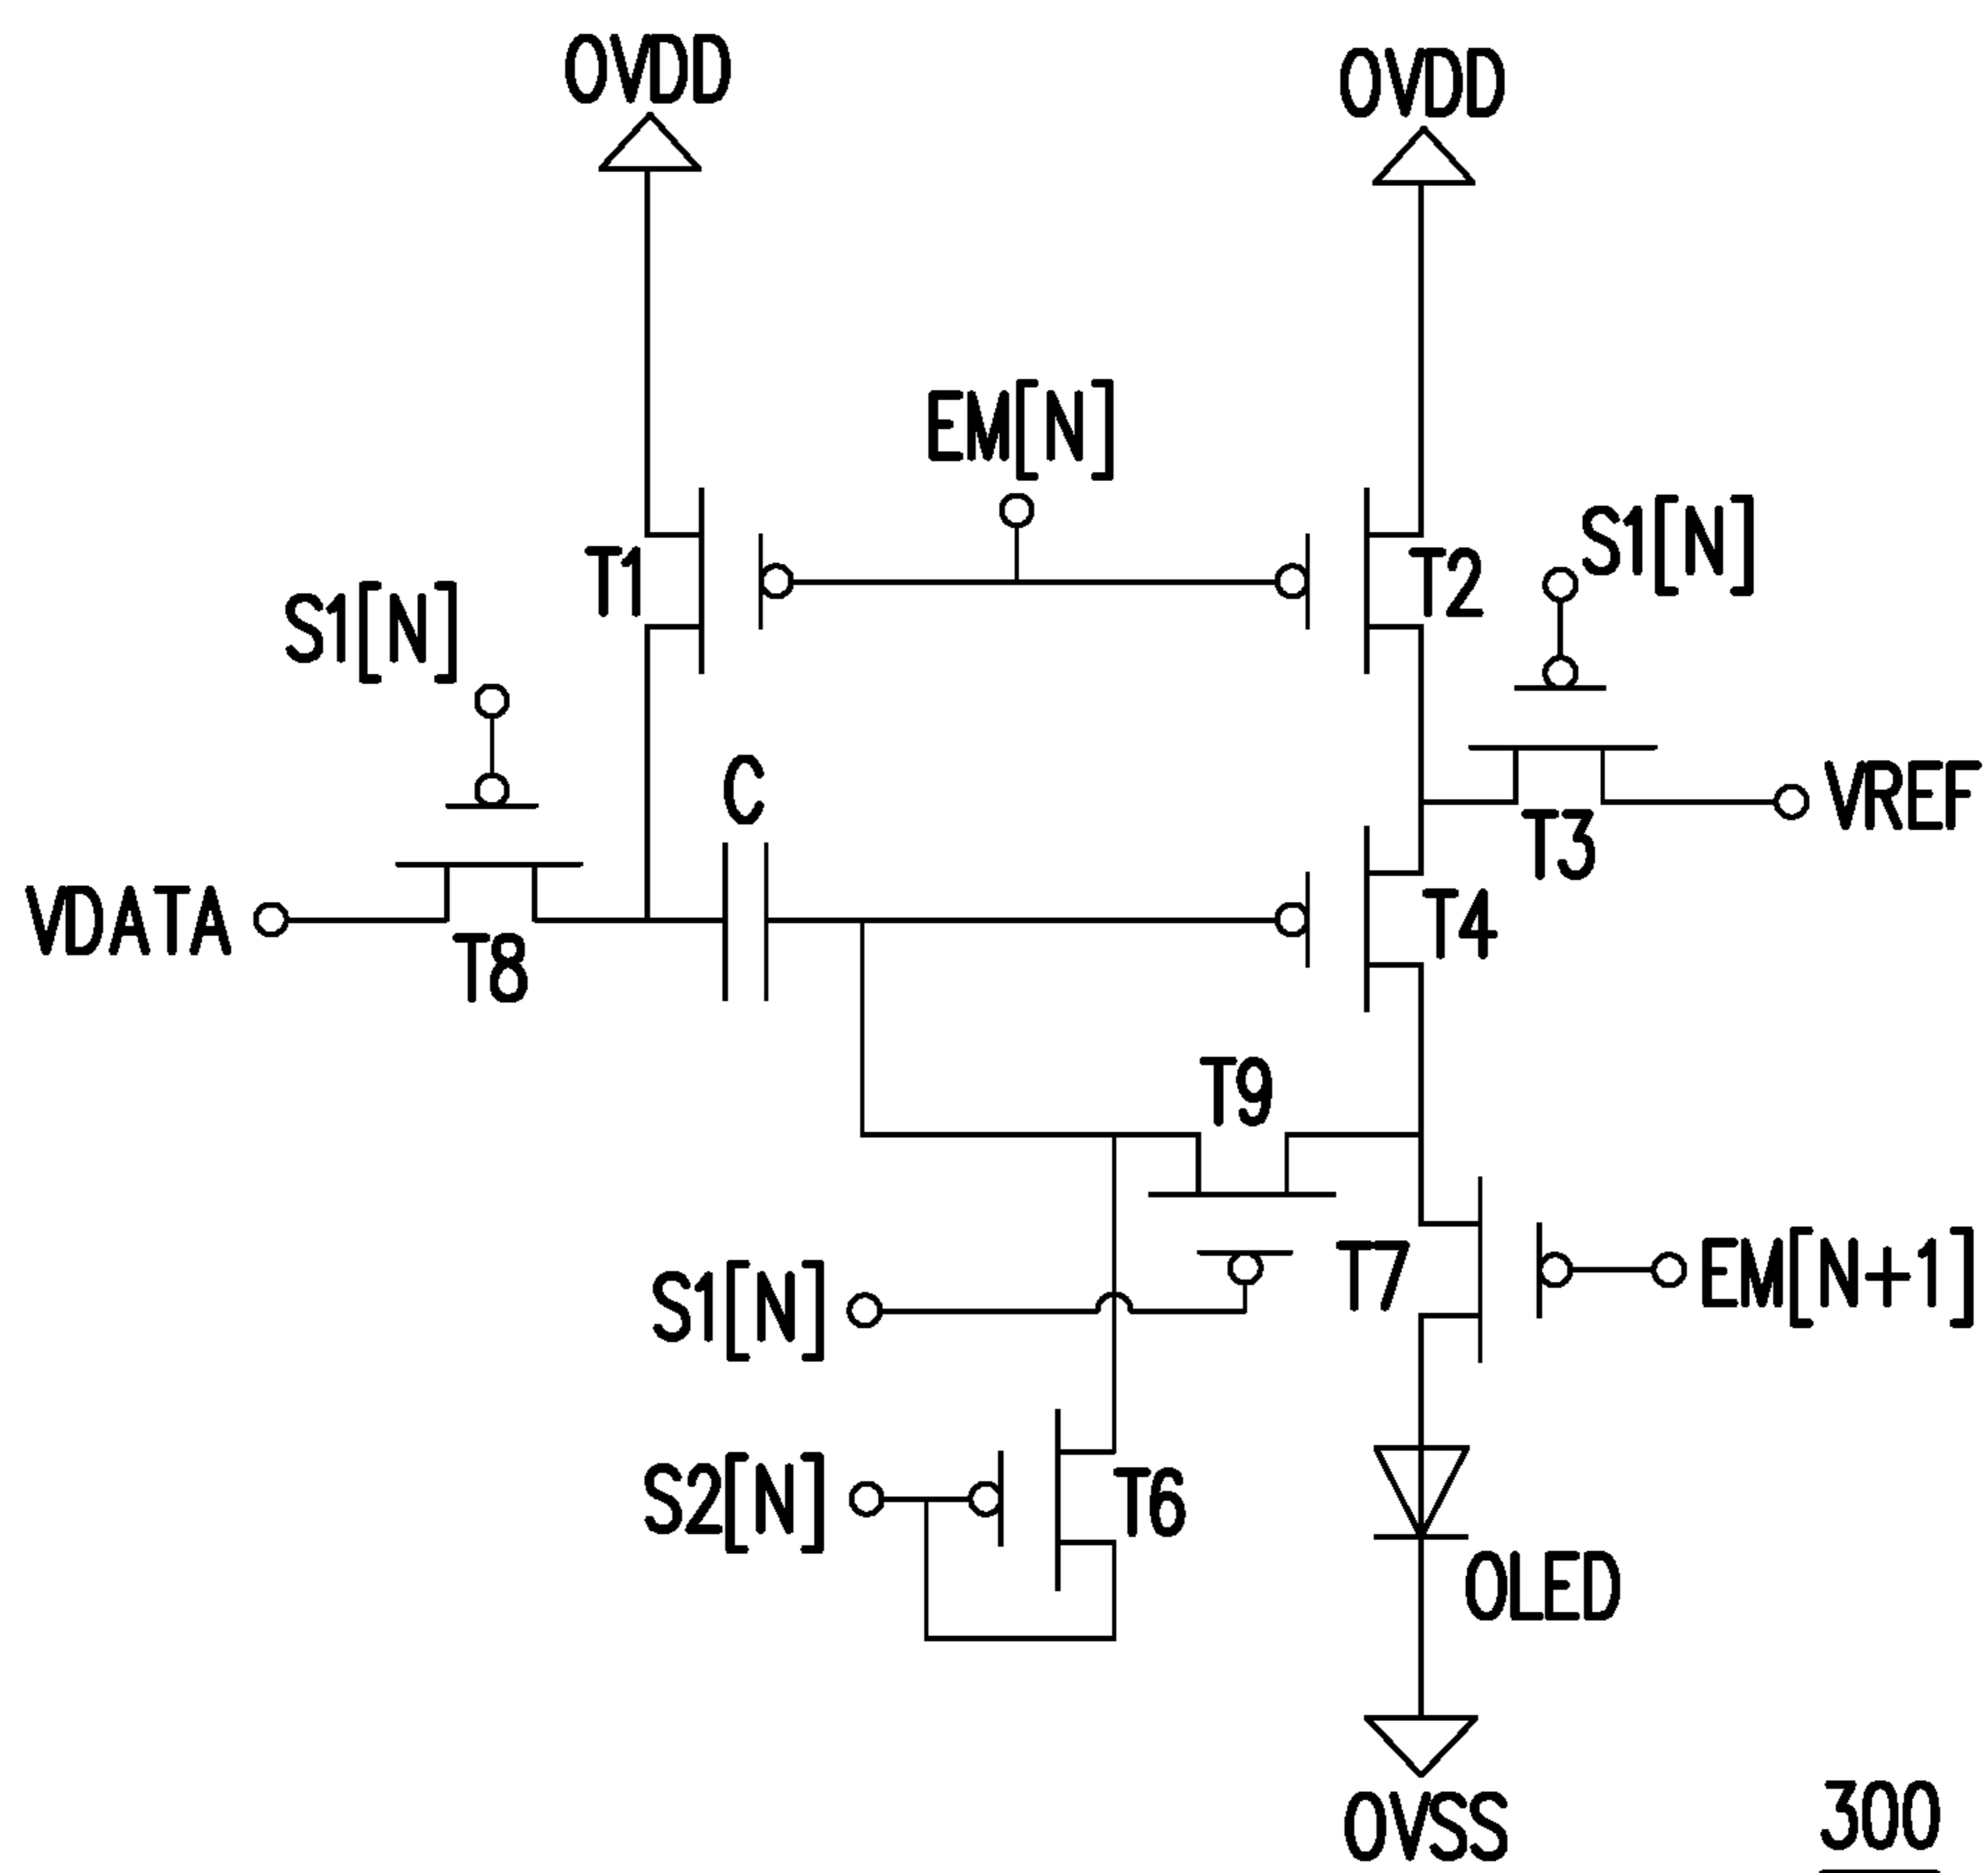 OVDD
OVDD
EM[N]
S1[N]
T1
T2
S1[N]
C
VREF
T3
VDATA
T4
T8
T9
S1[N]
T7
EM[N+1]
S2[N]
T6
OLED
OVSS
300